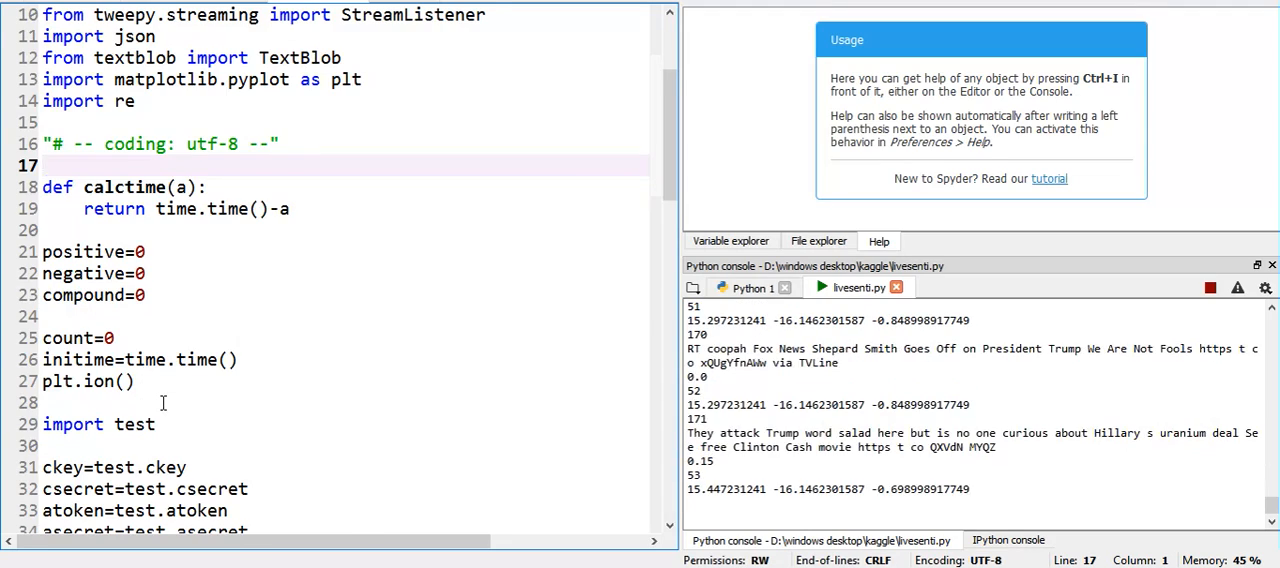 10 from tweepy.streaming import StreamListener
11 import json
12 from textblob import TextBlob
13 import matplotlib.pyplot as plt
14 import re
15
16 "# -- coding: utf-8 --"
17
18 def calctime(a):
19     return time.time()-a
20
21 positive=0
22 negative=0
23 compound=0
24
25 count=0
26 initime=time.time()
27 plt.ion()
28
29 import test
30
31 ckey=test.ckey
32 csecret=test.csecret
33 atoken=test.atoken
34 asecret=test.asecret
Usage
Here you can get help of any object by pressing Ctrl+I in
front of it, either on the Editor or the Console.
Help can also be shown automatically after writing a left
parenthesis next to an object. You can activate this
behavior in Preferences > Help.
New to Spyder? Read our tutorial
Variable explorer File explorer Help
Python console - D:\windows desktop\kaggle\livesenti.py
Python 1 livesenti.py
51
15.297231241 -16.1462301587 -0.848998917749
170
RT coopah Fox News Shepard Smith Goes Off on President Trump We Are Not Fools https t c
o xQUgYfnAWw via TVLine
0.0
52
15.297231241 -16.1462301587 -0.848998917749
171
They attack Trump word salad here but is no one curious about Hillary s uranium deal Se
e free Clinton Cash movie https t co QXVdN MYQZ
0.15
53
15.447231241 -16.1462301587 -0.698998917749
Python console - D:\windows desktop\kaggle\livesenti.py IPython console
Permissions: RW End-of-lines: CRLF Encoding: UTF-8 Line: 17 Column: 1 Memory: 45 %